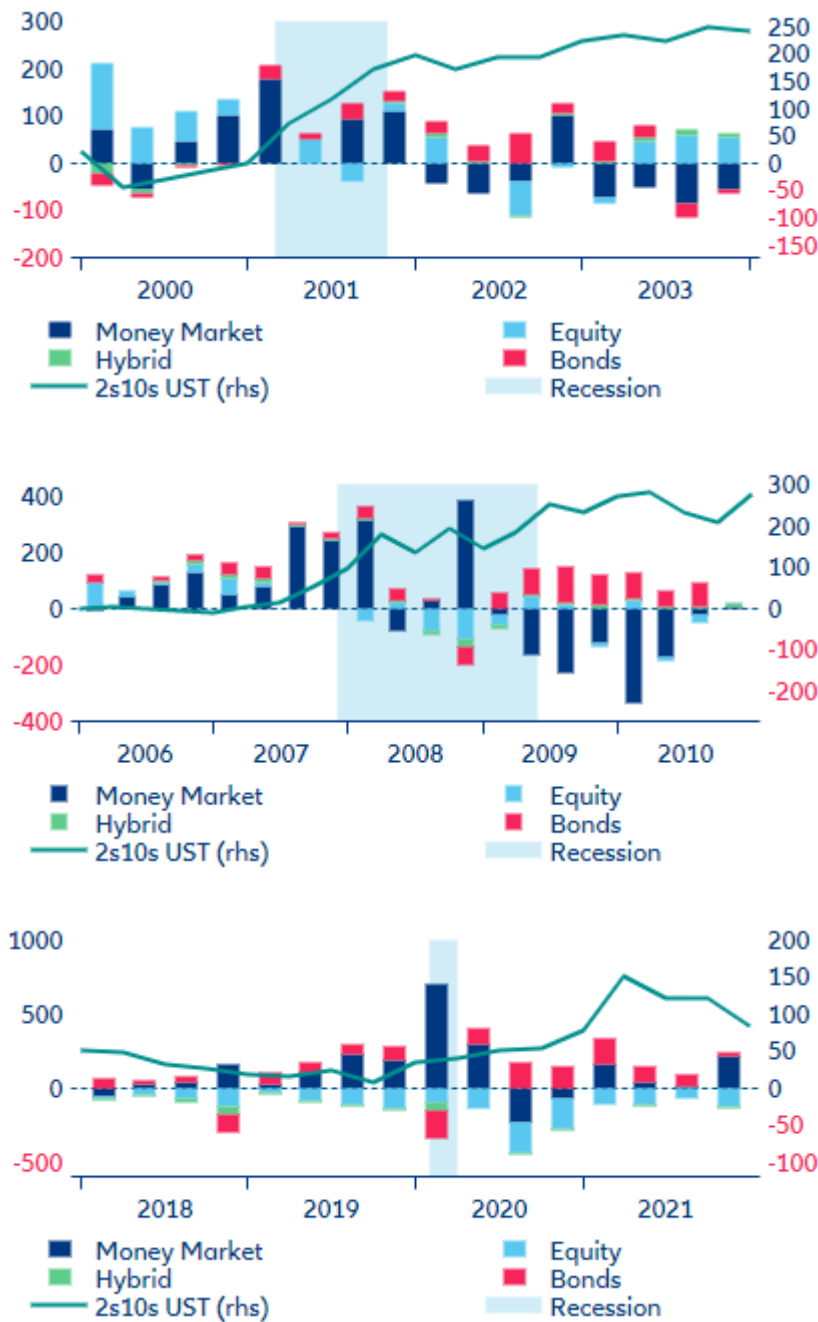 300 250
200 200
150
100 100
50
0 0
-50
-100 -100
-150
-200
2000 2001 2002 2003
Money Market Equity
Hybrid Bonds
2s10s UST (rhs) Recession
400 300
200 200
100
0 0
-100
-200 -200
-400
2006 2007 2008 2009 2010
Money Market Equity
Hybrid Bonds
2s10s UST (rhs) Recession
1000 200
150
500 100
50
0 0
-50
-500 -100
2018 2019 2020 2021
Money Market Equity
Hybrid Bonds
2s10s UST (rhs) Recession